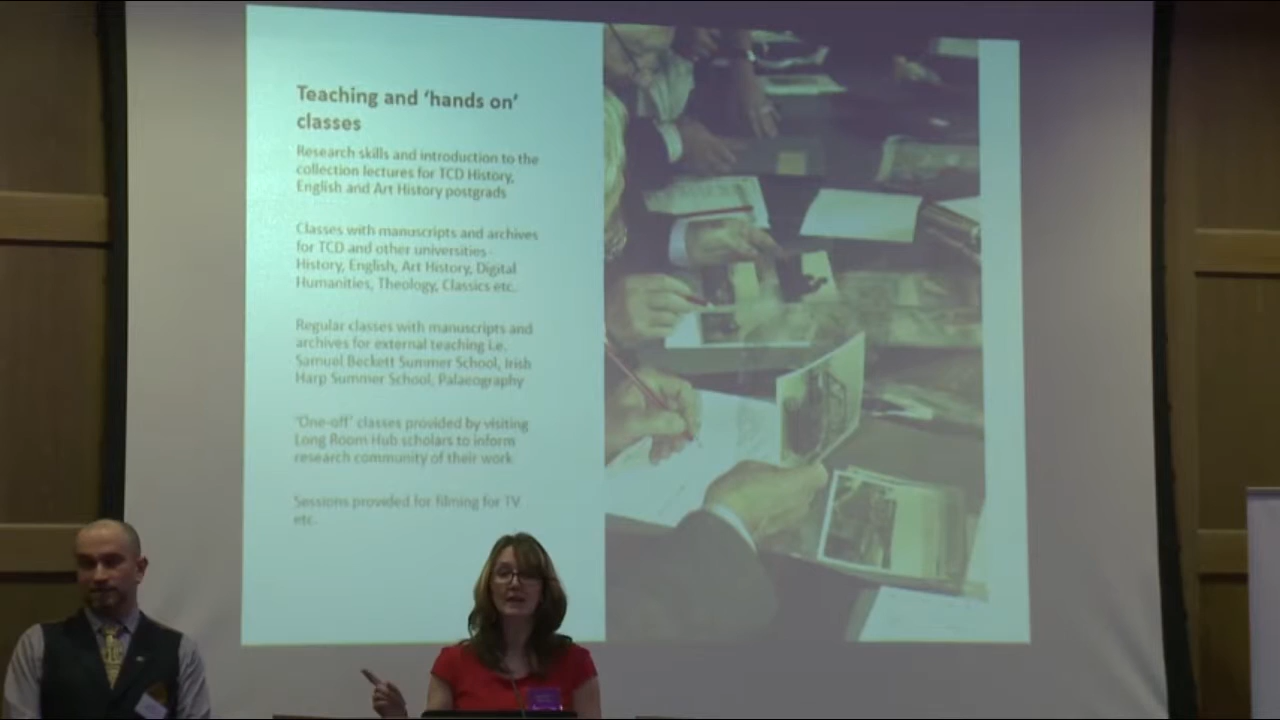 Teaching and ‘hands on’
classes
Research skills and introduction to the
collection lectures for TCD History,
English and Art History postgrads
Classes with manuscripts and archives
for TCD and other universities -
History, English, Art History, Digital
Humanities, Theology, Classics etc.
Regular classes with manuscripts and
archives for external teaching i.e.
Samuel Beckett Summer School, Irish
Harp Summer School, Palaeography
‘One-off’ classes provided by visiting
Long Room Hub scholars to inform
research community of their work
Sessions provided for filming for TV
etc.